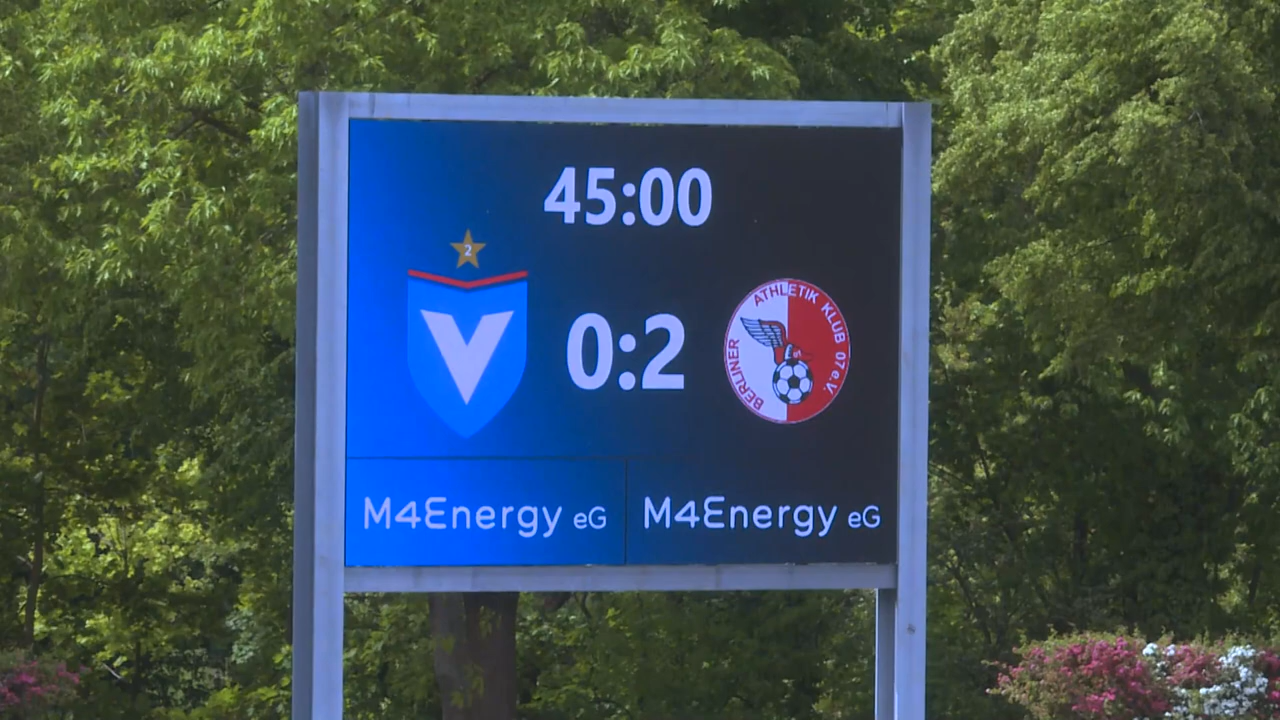 45:00
2
V
0:2
BERLINER ATHLETIK KLUB 07 e.V.
M4Energy eG
M4Energy eG